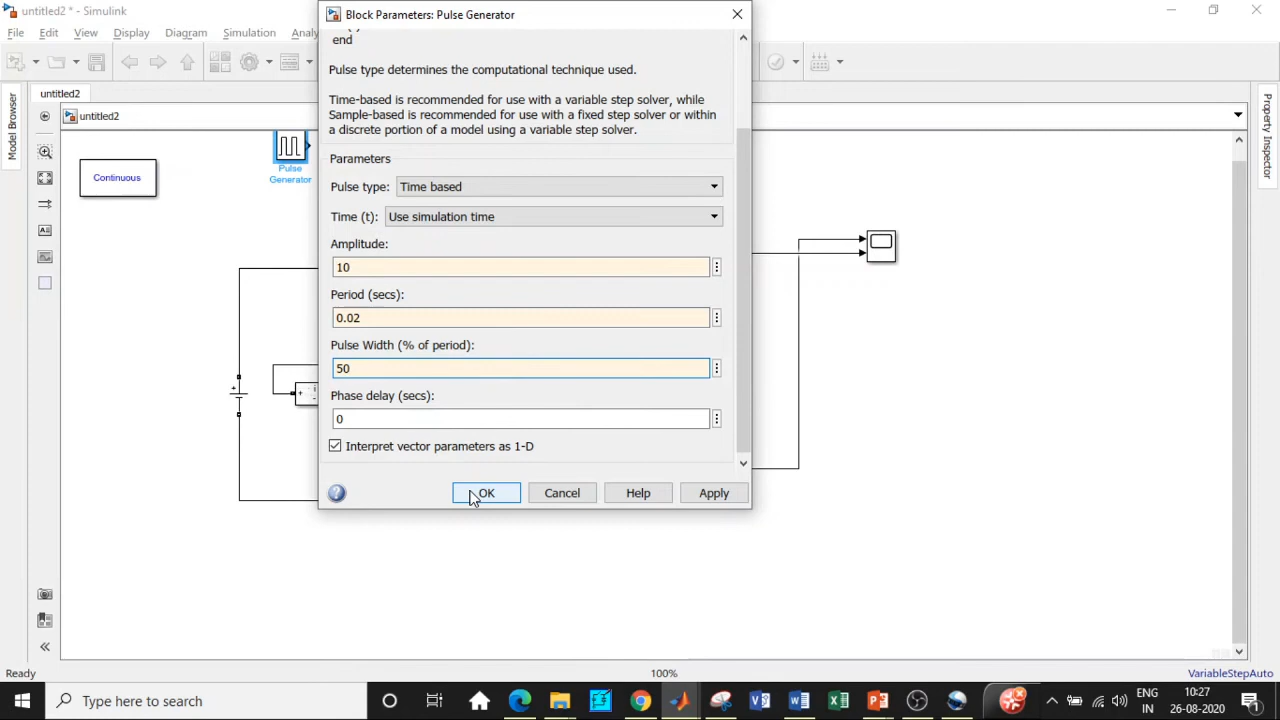 untitled2 * - Simulink
File Edit View Display Diagram Simulation Analy
untitled2
untitled2
Model Browser
Property Inspector
Continuous
Pulse
Generator
Block Parameters: Pulse Generator
end
Pulse type determines the computational technique used.
Time-based is recommended for use with a variable step solver, while
Sample-based is recommended for use with a fixed step solver or within
a discrete portion of a model using a variable step solver.
Parameters
Pulse type: Time based
Time (t): Use simulation time
Amplitude:
10
Period (secs):
0.02
Pulse Width (% of period):
50
Phase delay (secs):
0
Interpret vector parameters as 1-D
OK Cancel Help Apply
Ready 100% VariableStepAuto
Type here to search
ENG 10:27
IN 26-08-2020